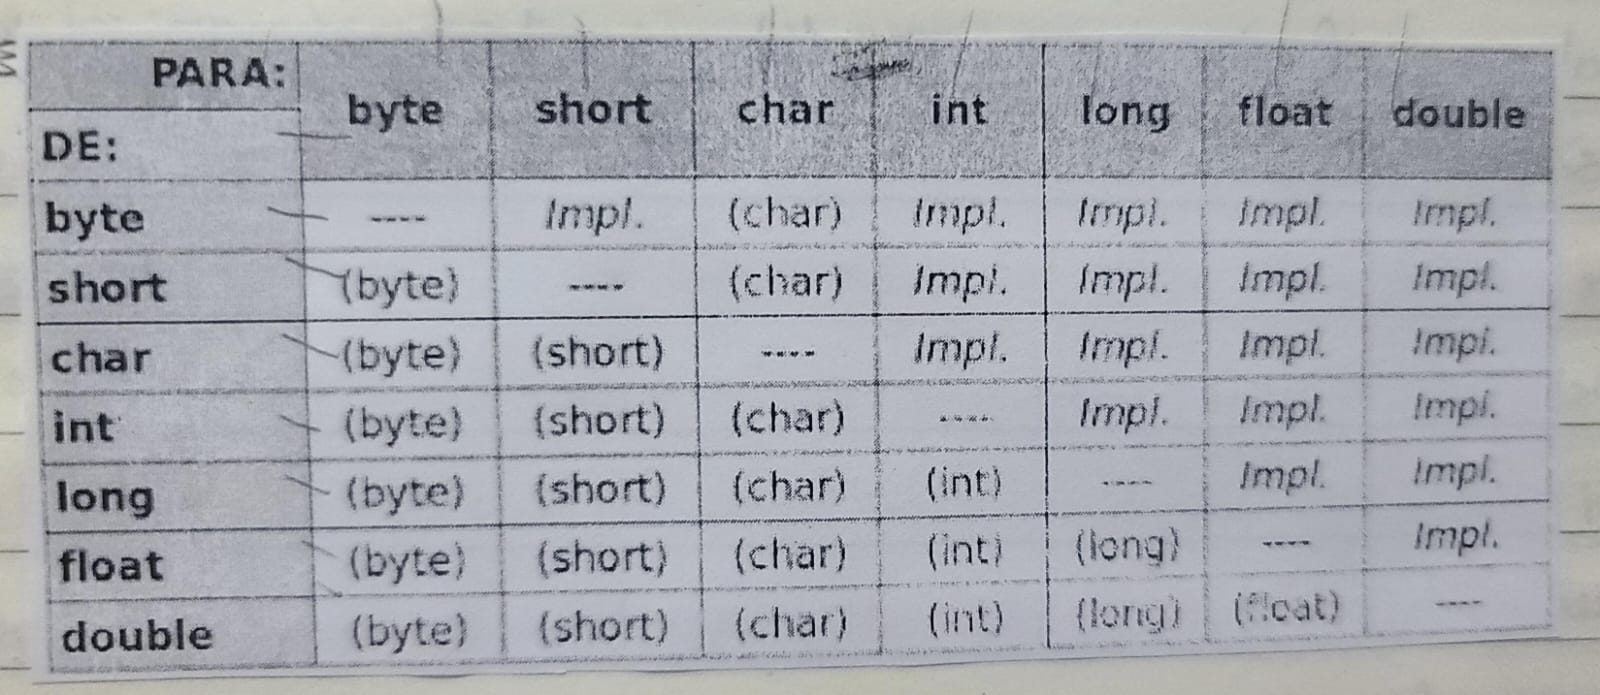 PARA:
byte short char int long float double
DE:
byte ---- Impl. (char) Impl. Impl. Impl. Impl.
short (byte) ---- (char) Impl. Impl. Impl. Impl.
char (byte) (short) ---- Impl. Impl. Impl. Impl.
int (byte) (short) (char) ---- Impl. Impl. Impl.
long (byte) (short) (char) (int) ---- Impl. Impl.
float (byte) (short) (char) (int) (long) ---- Impl.
double (byte) (short) (char) (int) (long) (float) ----